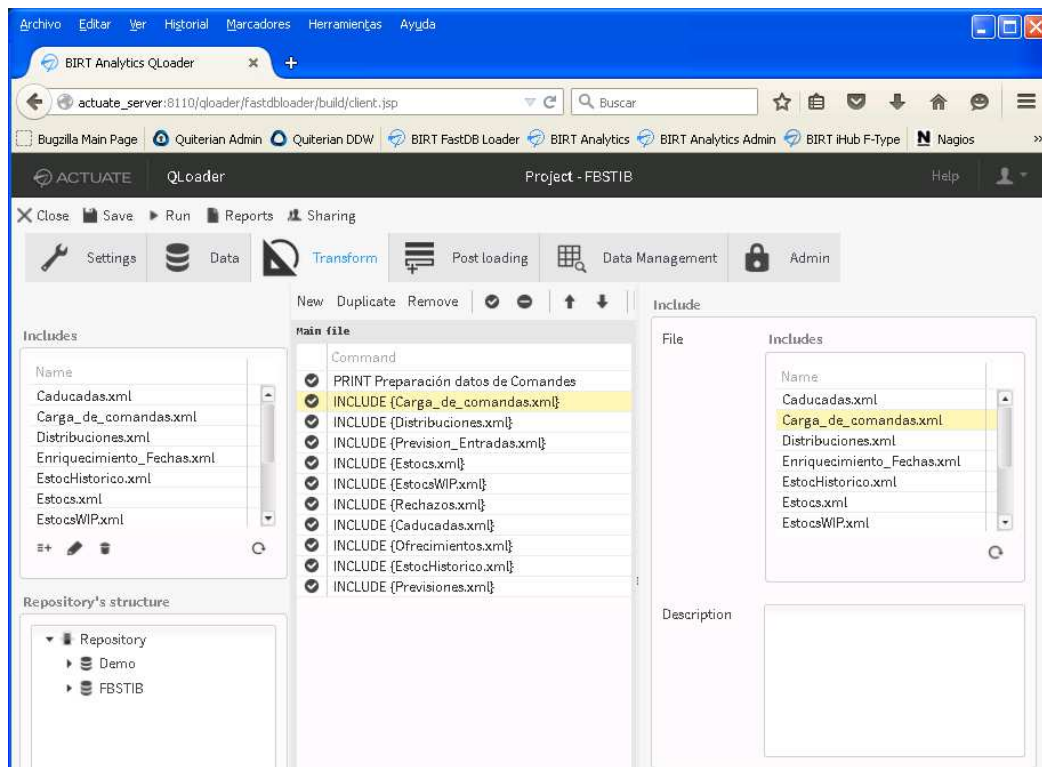 Archivo Editar Ver Historial Marcadores Herramientas Ayuda
BIRT Analytics QLoader
actuate_server:8110/qloader/fastdbloader/build/client.jsp
Buscar
Bugzilla Main Page Quiterian Admin Quiterian DDW BIRT FastDB Loader BIRT Analytics BIRT Analytics Admin BIRT iHub F-Type N Nagios
ACTUATE QLoader Project - FBSTIB Help
Close Save Run Reports Sharing
Settings Data Transform Post loading Data Management Admin
Includes
Name
Caducadas.xml
Carga_de_comandas.xml
Distribuciones.xml
Enriquecimiento_Fechas.xml
EstocHistorico.xml
Estocs.xml
EstocsWIP.xml
Repository's structure
Repository
Demo
FBSTIB
New Duplicate Remove
Main file
Command
PRINT Preparación datos de Comandes
INCLUDE {Carga_de_comandas.xml}
INCLUDE {Distribuciones.xml}
INCLUDE {Prevision_Entradas.xml}
INCLUDE {Estocs.xml}
INCLUDE {EstocsWIP.xml}
INCLUDE {Rechazos.xml}
INCLUDE {Caducadas.xml}
INCLUDE {Ofrecimientos.xml}
INCLUDE {EstocHistorico.xml}
INCLUDE {Previsiones.xml}
Include
File
Includes
Name
Caducadas.xml
Carga_de_comandas.xml
Distribuciones.xml
Enriquecimiento_Fechas.xml
EstocHistorico.xml
Estocs.xml
EstocsWIP.xml
Description